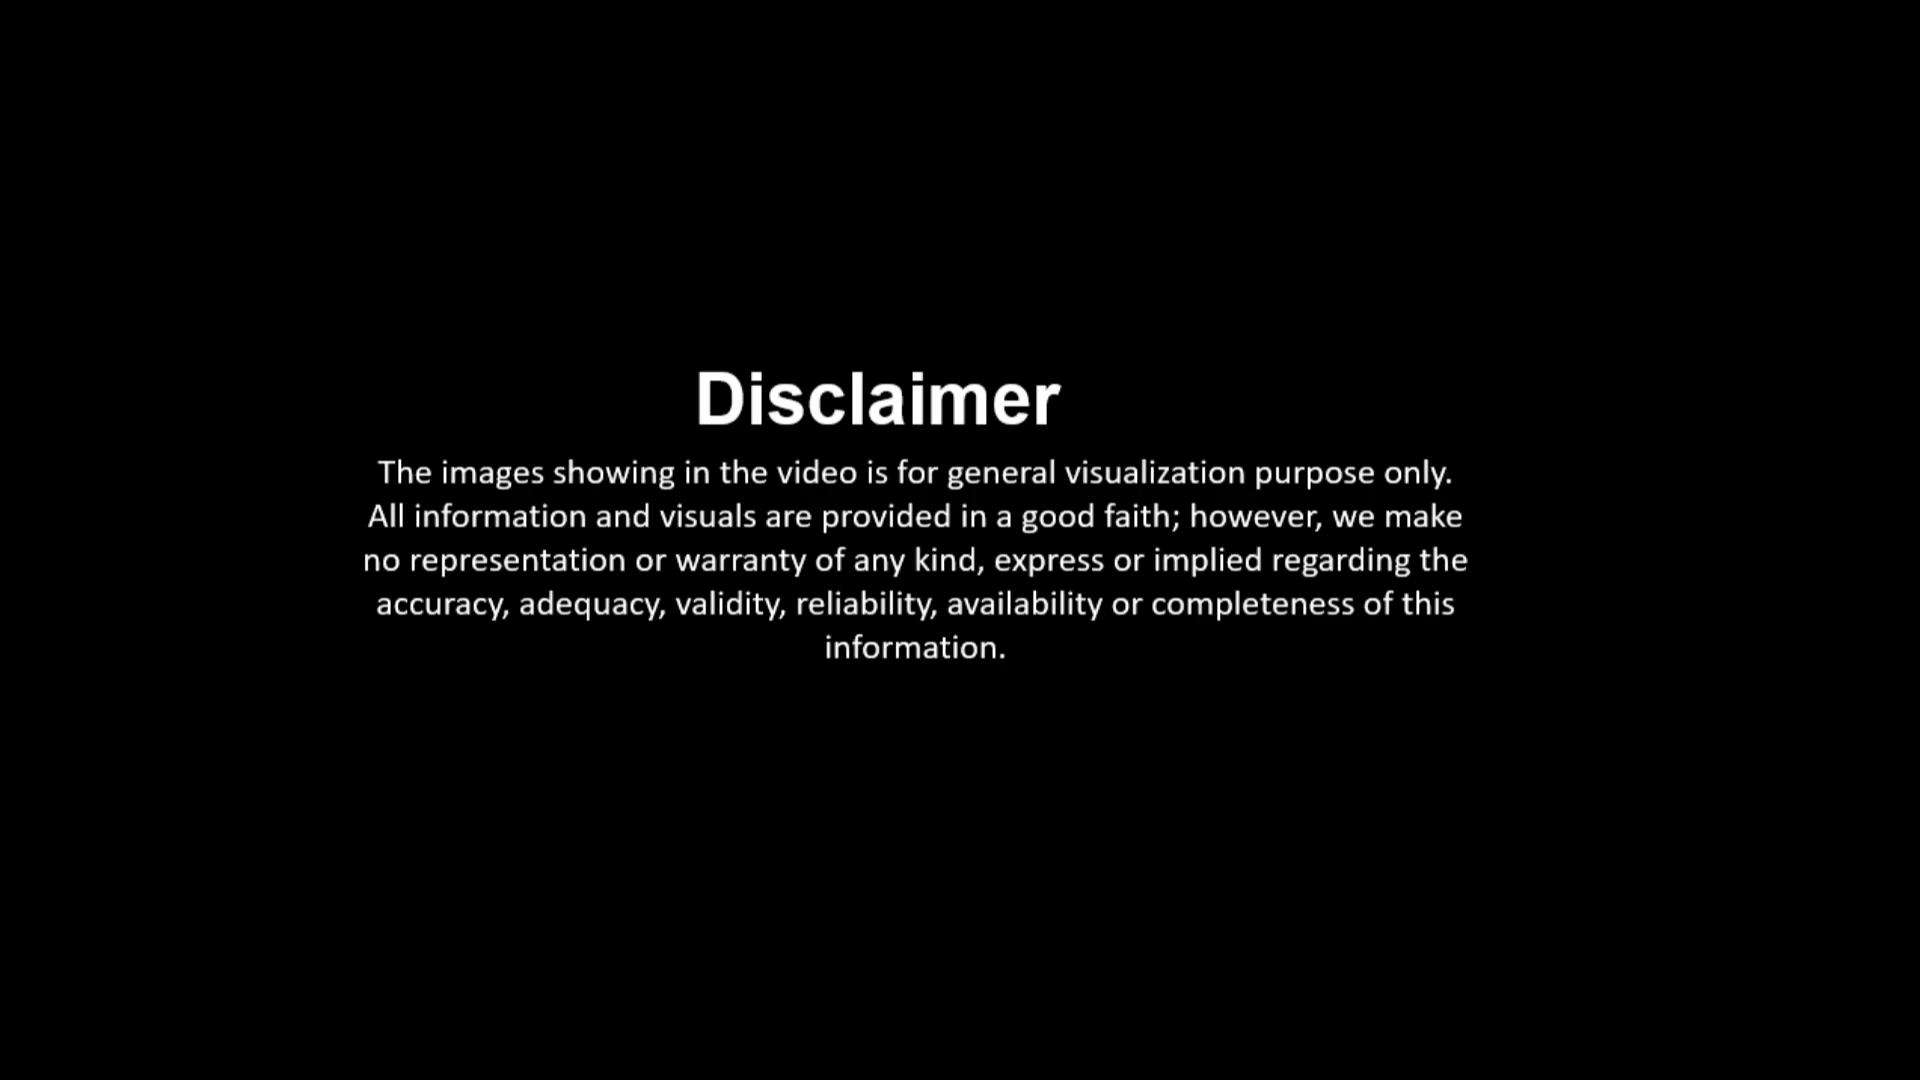 Disclaimer
The images showing in the video is for general visualization purpose only.
All information and visuals are provided in a good faith; however, we make
no representation or warranty of any kind, express or implied regarding the
accuracy, adequacy, validity, reliability, availability or completeness of this
information.